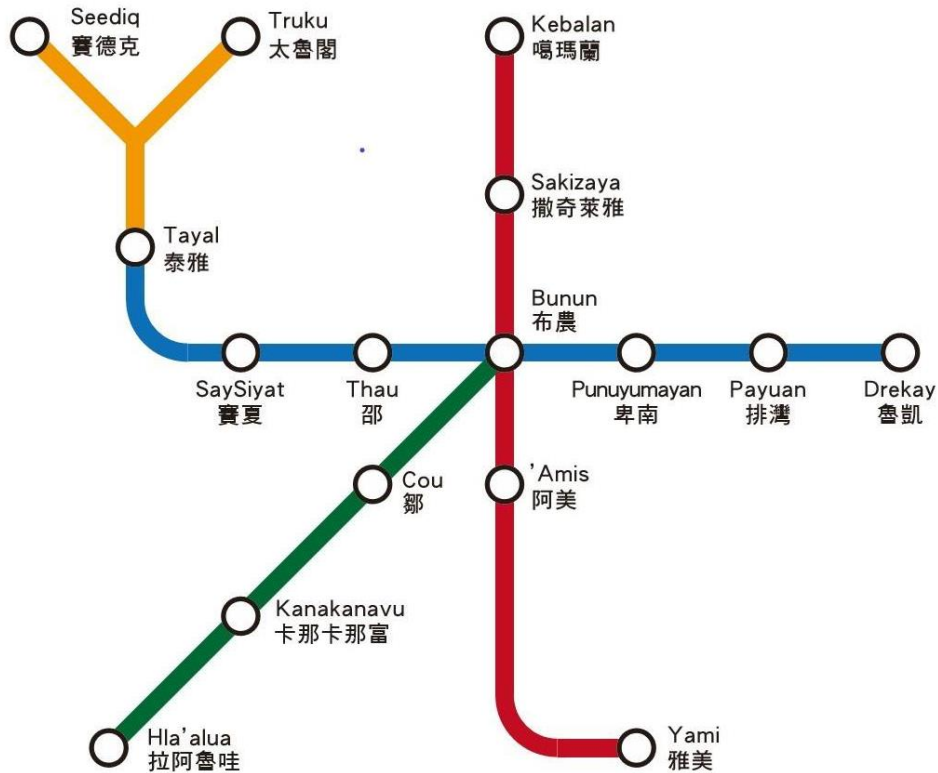 Seediq
賽德克
Truku
太魯閣
Kebalan
噶瑪蘭
Sakizaya
撒奇萊雅
Tayal
泰雅
Bunun
布農
SaySiyat
賽夏
Thau
邵
Punuyumayan
卑南
Payuan
排灣
Drekay
魯凱
Cou
鄒
'Amis
阿美
Kanakanavu
卡那卡那富
Hla'alua
拉阿魯哇
Yami
雅美